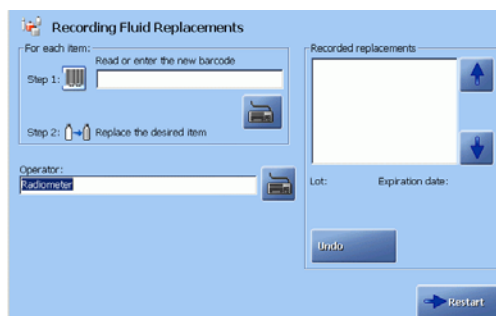 Recording Fluid Replacements
For each item:
Read or enter the new barcode
Step 1:
Step 2:
Replace the desired item
Operator:
Radiometer
Recorded replacements
Lot:
Expiration date:
Undo
Restart